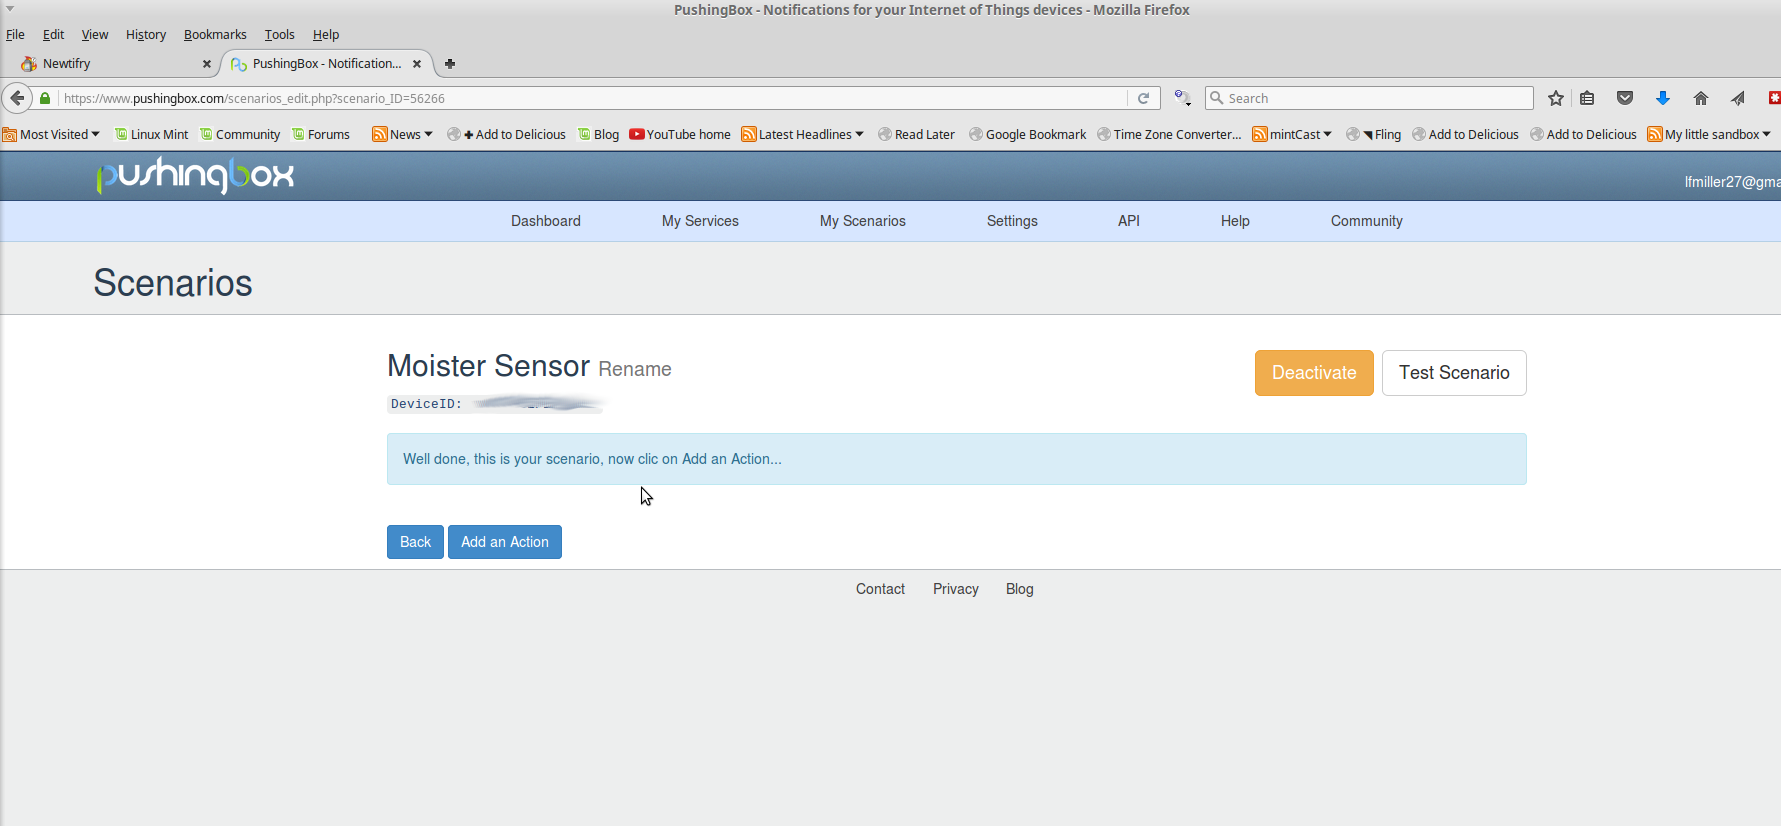 PushingBox - Notifications for your Internet of Things devices - Mozilla Firefox
File Edit View History Bookmarks Tools Help
Newtifry PushingBox - Notification...
https://www.pushingbox.com/scenarios_edit.php?scenario_ID=56266 Search
Most Visited Linux Mint Community Forums News Add to Delicious Blog YouTube home Latest Headlines Read Later Google Bookmark Time Zone Converter... mintCast Fling Add to Delicious Add to Delicious My little sandbox
pushingbox
lfmiller27@gma
Dashboard My Services My Scenarios Settings API Help Community
Scenarios
Moister Sensor Rename Deactivate Test Scenario
DeviceID:
Well done, this is your scenario, now clic on Add an Action...
Back Add an Action
Contact Privacy Blog